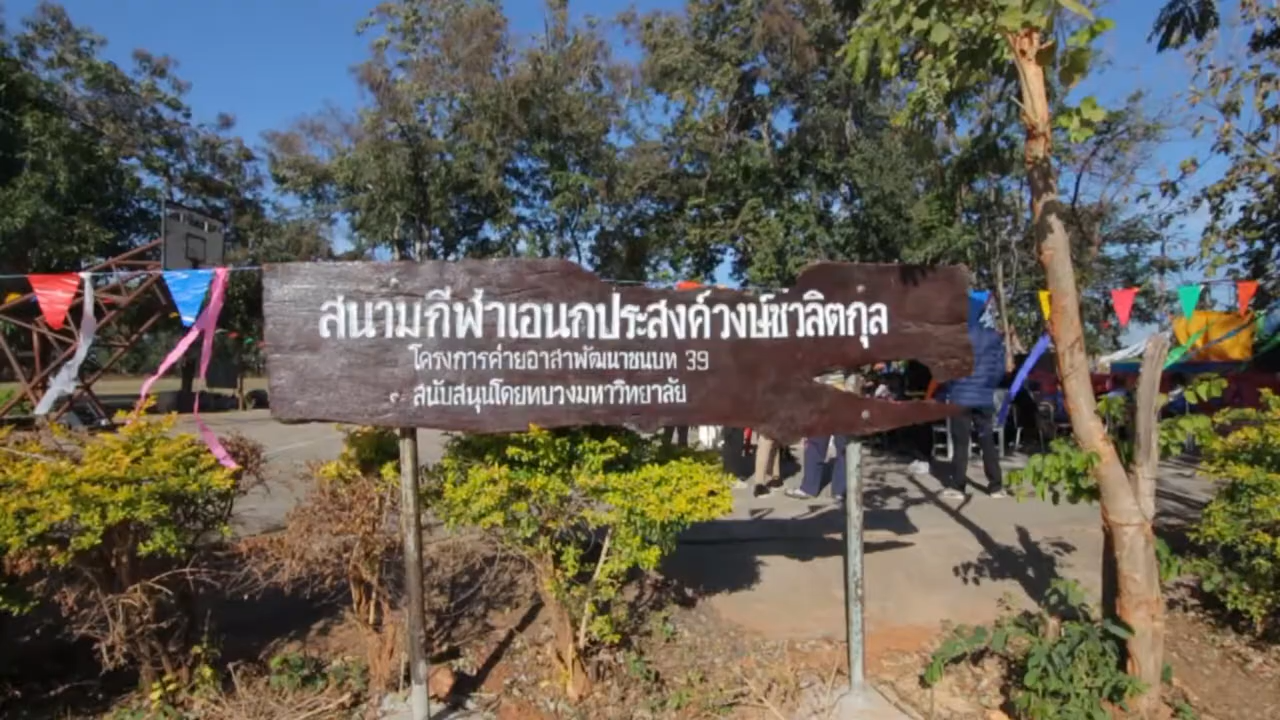 สนามกีฬาเอนกประสงค์วงษ์ชวลิตกุล
โครงการค่ายอาสาพัฒนาชนบท 39
สนับสนุนโดยทบวงมหาวิทยาลัย